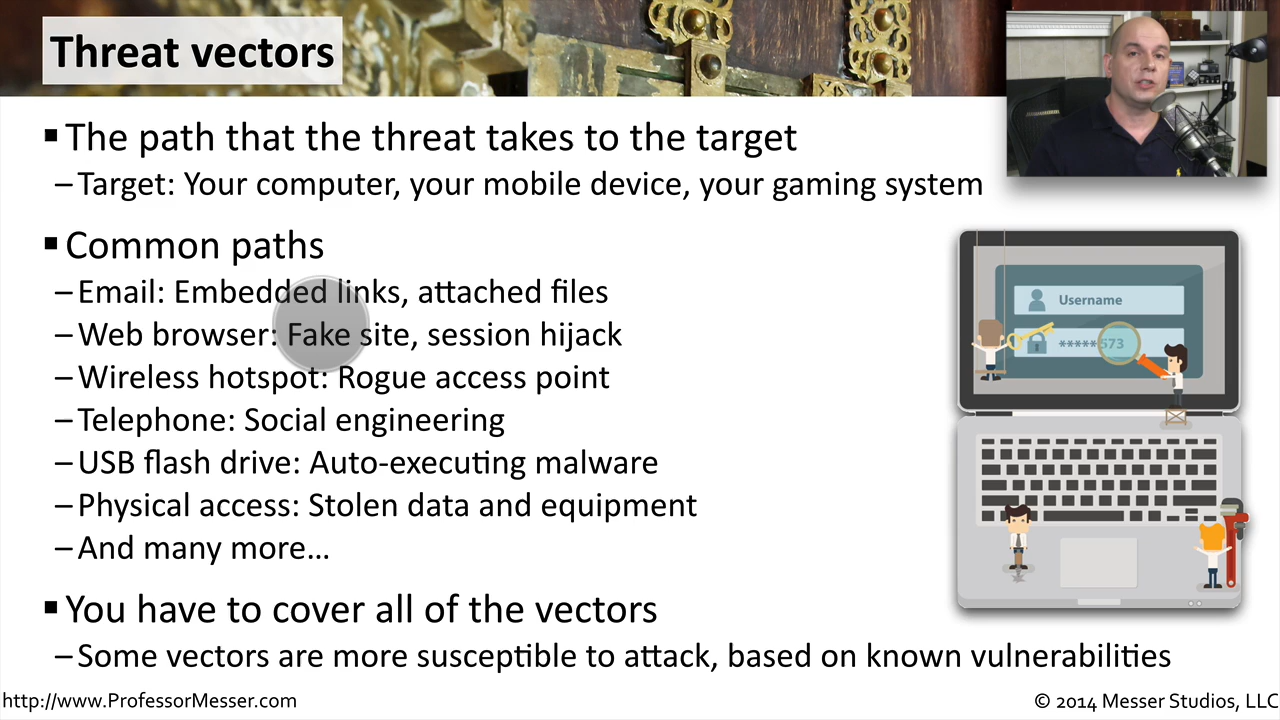 Threat vectors
▪ The path that the threat takes to the target
– Target: Your computer, your mobile device, your gaming system
▪ Common paths
– Email: Embedded links, attached files
– Web browser: Fake site, session hijack
– Wireless hotspot: Rogue access point
– Telephone: Social engineering
– USB flash drive: Auto-executing malware
– Physical access: Stolen data and equipment
– And many more…
Username
*****573
▪ You have to cover all of the vectors
– Some vectors are more susceptible to attack, based on known vulnerabilities
http://www.ProfessorMesser.com
© 2014 Messer Studios, LLC